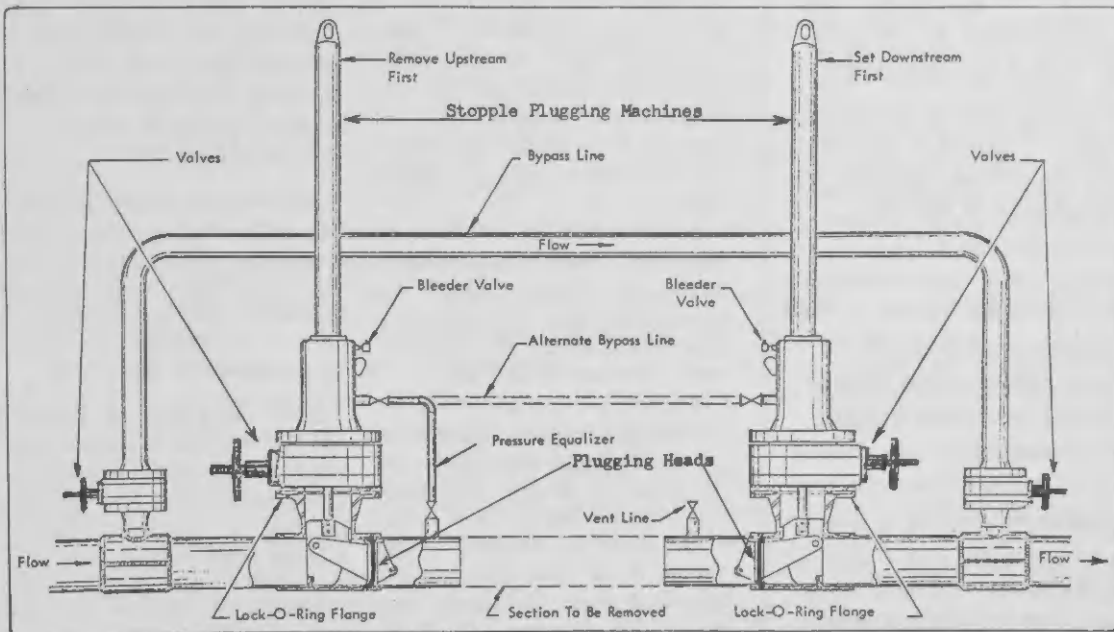 Remove Upstream
First
Set Downstream
First
Stopple Plugging Machines
Valves
Bypass Line
Valves
Flow
Bleeder Valve
Bleeder
Valve
Alternate Bypass Line
Pressure Equalizer
Plugging Heads
Vent Line
Flow
Flow
Lock-O-Ring Flange
Section To Be Removed
Lock-O-Ring Flange